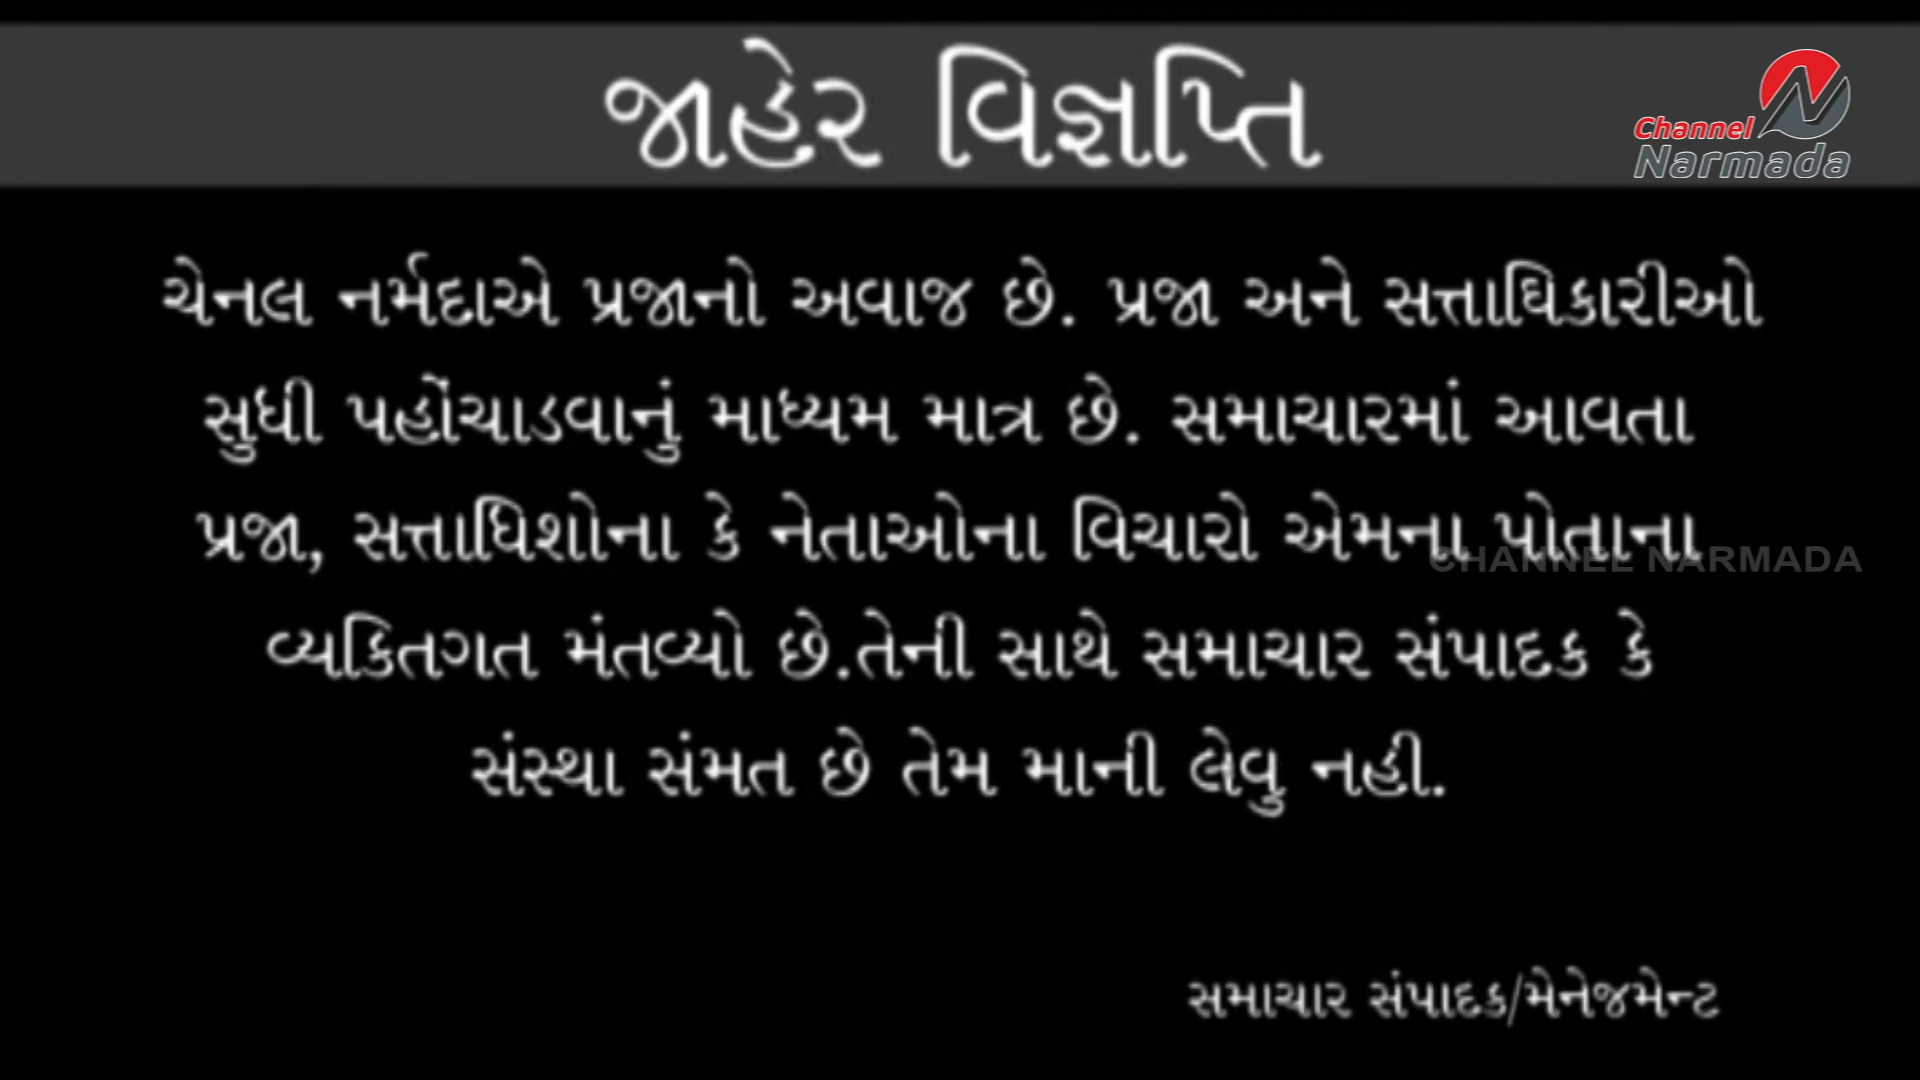 જાહેર વિજ્ઞપ્તિ
Channel
Narmada
ચેનલ નર્મદાએ પ્રજાનો અવાજ છે. પ્રજા અને સત્તાધિકારીઓ
સુધી પહોંચાડવાનું માધ્યમ માત્ર છે. સમાચારમાં આવતા
પ્રજા, સત્તાધિશોના કે નેતાઓના વિચારો એમના પોતાના
CHANNEL NARMADA
વ્યકિતગત મંતવ્યો છે.તેની સાથે સમાચાર સંપાદક કે
સંસ્થા સંમત છે તેમ માની લેવુ નહી.
સમાચાર સંપાદક/મેનેજમેન્ટ